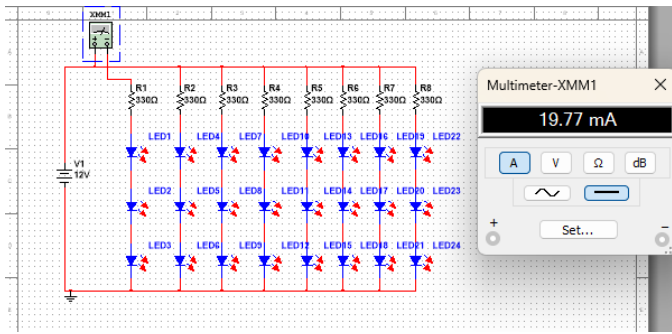 XMM1
R1 R2 R3 R4 R5 R6 R7 R8
330Ω 330Ω 330Ω 330Ω 330Ω 330Ω 330Ω 330Ω
LED1 LED4 LED7 LED10 LED13 LED16 LED19 LED22
V1
12V
LED2 LED5 LED8 LED11 LED14 LED17 LED20 LED23
LED3 LED6 LED9 LED12 LED15 LED18 LED21 LED24
Multimeter-XMM1
19.77 mA
A V Ω dB
+ Set... −